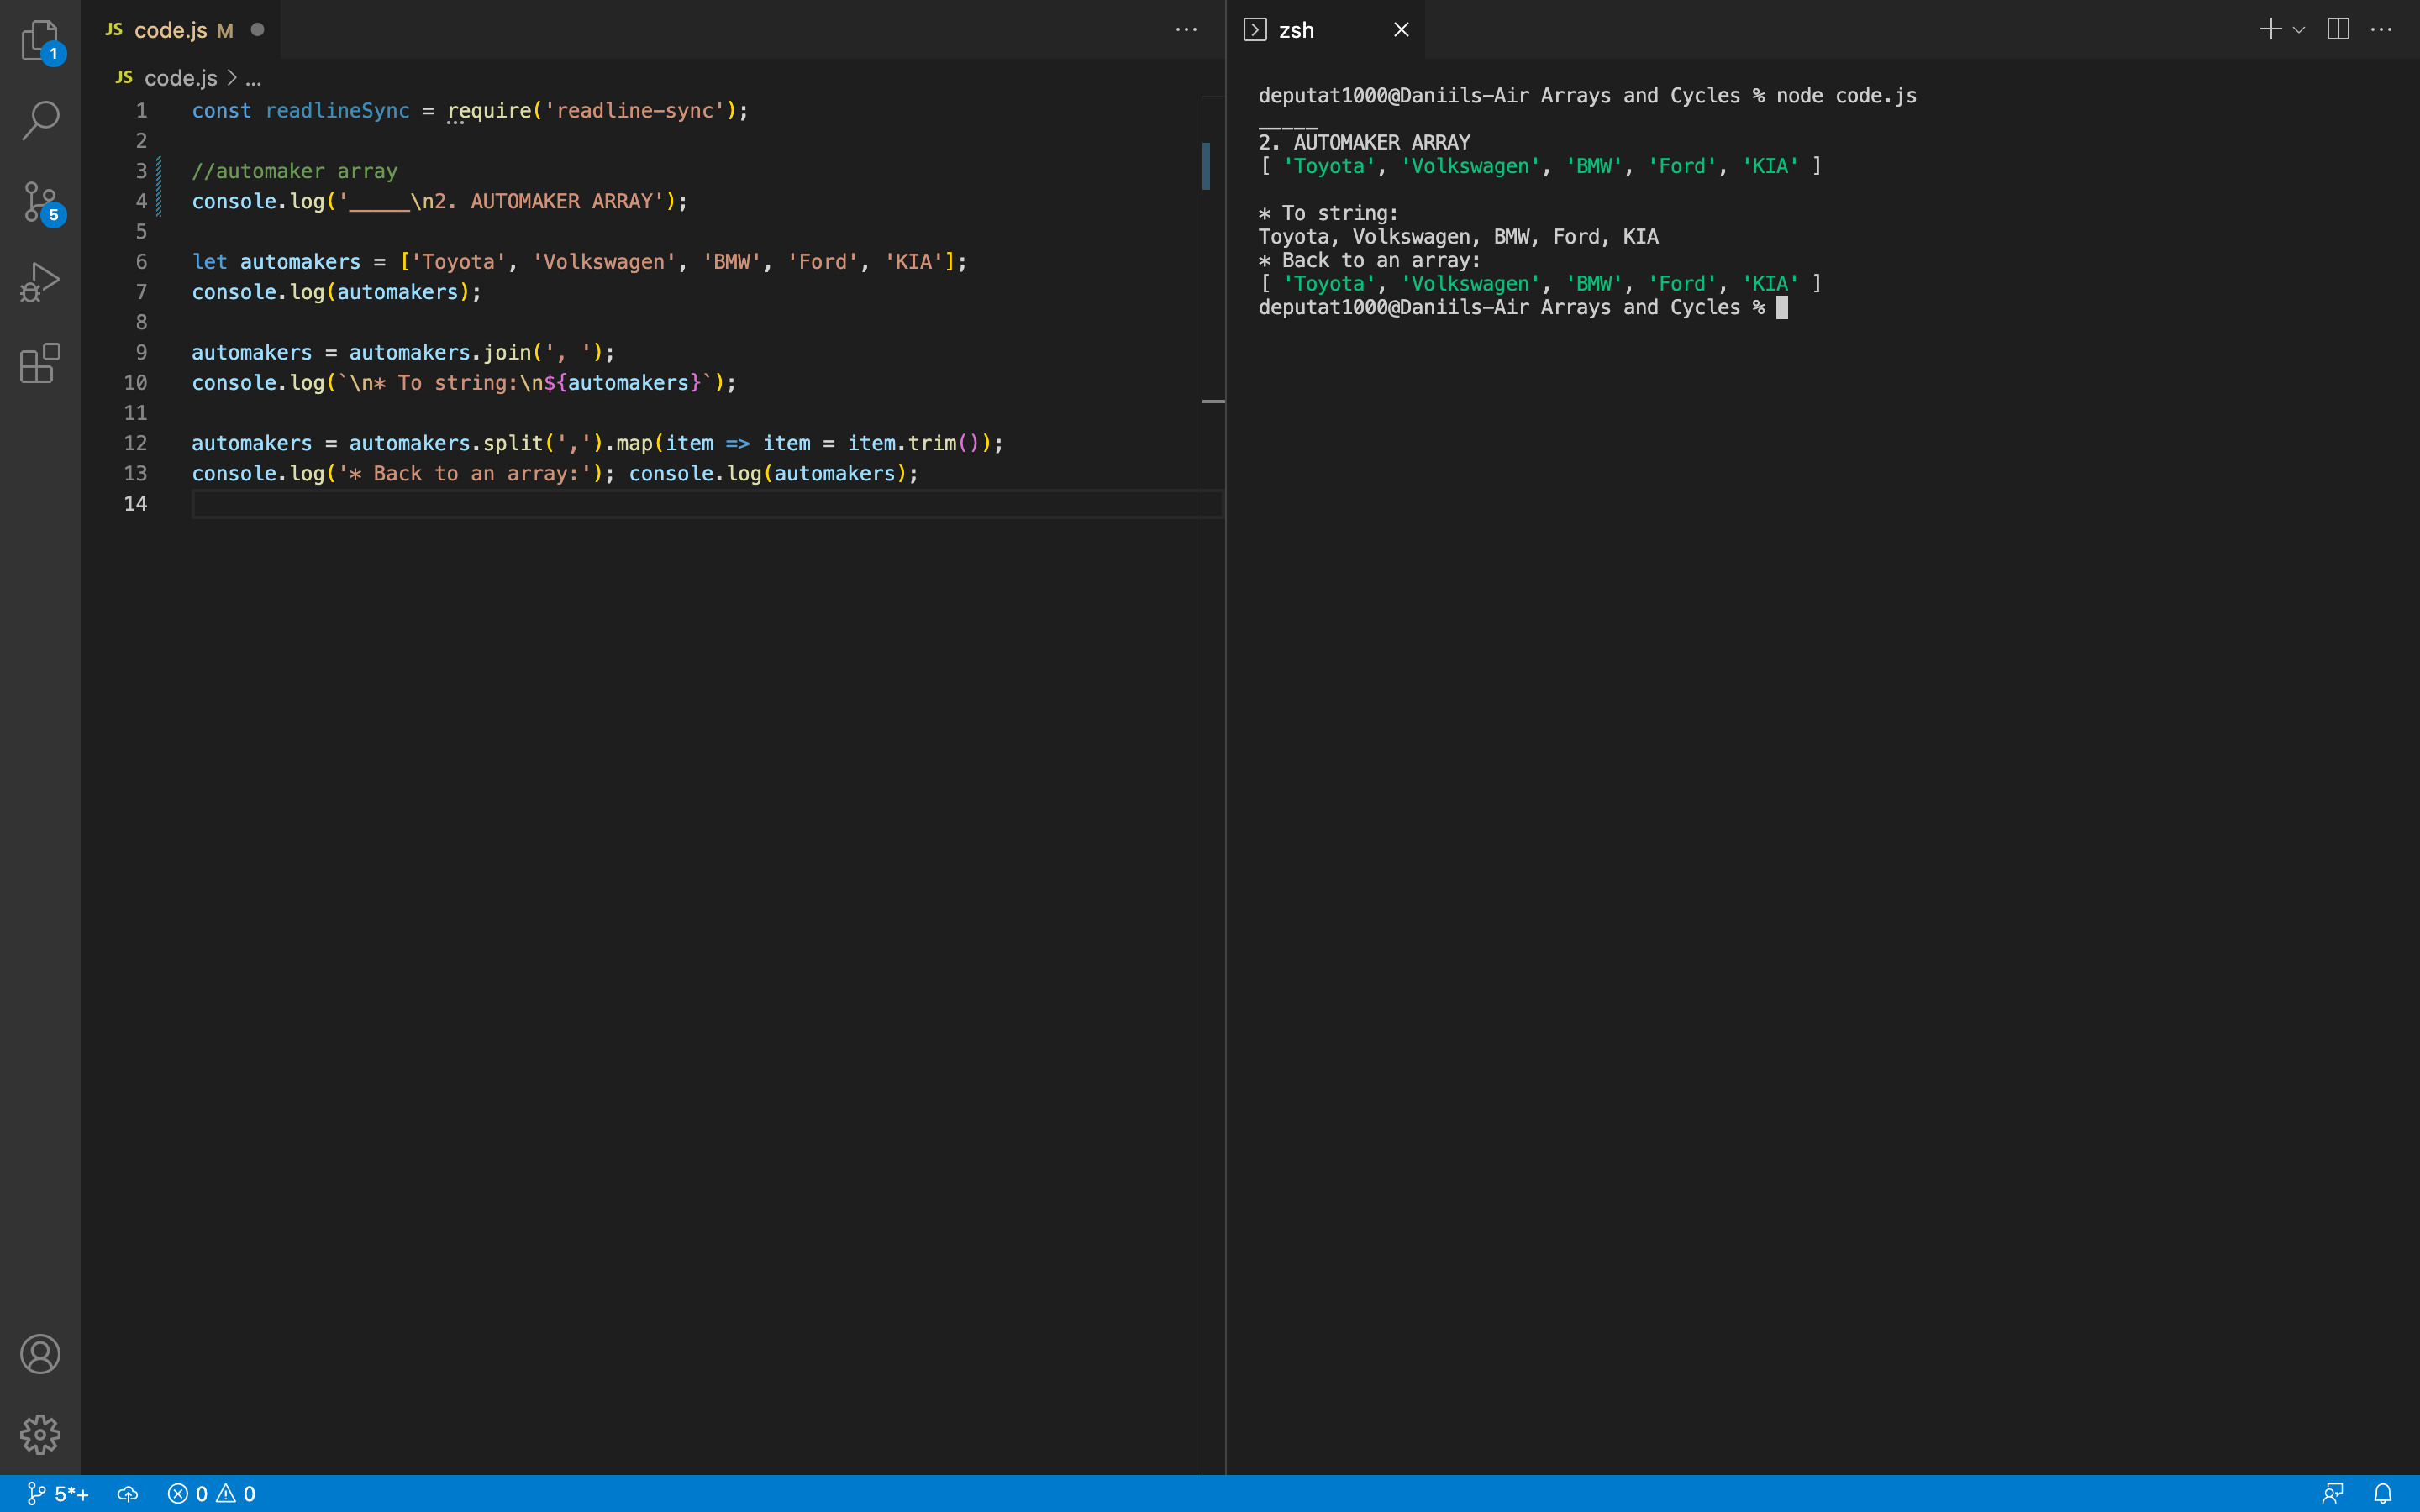 JS code.js M
JS code.js > ...
1 const readlineSync = require('readline-sync');
2
3 //automaker array
4 console.log('_____\n2. AUTOMAKER ARRAY');
5
6 let automakers = ['Toyota', 'Volkswagen', 'BMW', 'Ford', 'KIA'];
7 console.log(automakers);
8
9 automakers = automakers.join(', ');
10 console.log(`\n* To string:\n${automakers}`);
11
12 automakers = automakers.split(',').map(item => item = item.trim());
13 console.log('* Back to an array:'); console.log(automakers);
14
zsh
deputat1000@Daniils-Air Arrays and Cycles % node code.js
_____
2. AUTOMAKER ARRAY
[ 'Toyota', 'Volkswagen', 'BMW', 'Ford', 'KIA' ]
* To string:
Toyota, Volkswagen, BMW, Ford, KIA
* Back to an array:
[ 'Toyota', 'Volkswagen', 'BMW', 'Ford', 'KIA' ]
deputat1000@Daniils-Air Arrays and Cycles %
1
5
5*+ 0 0